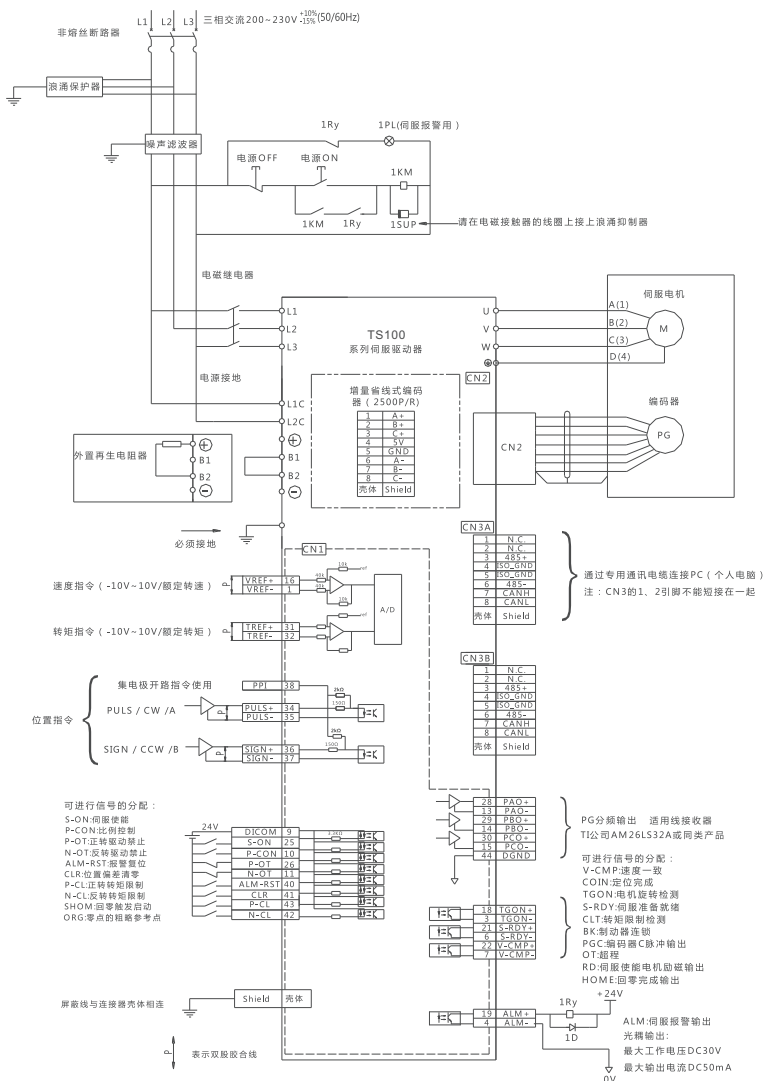 L1 L2 L3 三相交流200~230V +10% -15% (50/60Hz)
非熔丝断路器
浪涌保护器
噪声滤波器
1Ry 1PL(伺服报警用)
电源OFF 电源ON
1KM
1KM 1Ry 1SUP
请在电磁接触器的线圈上接上浪涌抑制器
电磁继电器
L1
L2
L3
TS100
系列伺服驱动器
U
V
W
A(1)
B(2)
C(3)
D(4)
伺服电机
M
CN2
电源接地
L1C
L2C
增量省线式编码
器(2500P/R)
1 A+
2 B+
3 C+
4 5V
5 GND
6 A-
7 B-
8 C-
壳体 Shield
CN2
编码器
PG
外置再生电阻器
B1
B2
B1
B2
必须接地
CN1
CN3A
1 N.C.
2 N.C.
3 485+
4 ISO_GND
5 ISO_GND
6 485-
7 CANH
8 CANL
壳体 Shield
通过专用通讯电缆连接PC(个人电脑)
注:CN3的1、2引脚不能短接在一起
速度指令(-10V~10V/额定转速)
P
VREF+ 16
VREF- 1
40k
40k
10k
10k
ref
A/D
转矩指令(-10V~10V/额定转矩)
P
TREF+ 31
TREF- 32
ref
CN3B
1 N.C.
2 N.C.
3 485+
4 ISO_GND
5 ISO_GND
6 485-
7 CANH
8 CANL
壳体 Shield
集电极开路指令使用
PPI 38
位置指令
PULS / CW /A
P
PULS+ 34
PULS- 35
2kΩ
150Ω
SIGN / CCW /B
P
SIGN+ 36
SIGN- 37
2kΩ
150Ω
可进行信号的分配:
S-ON:伺服使能
P-CON:比例控制
P-OT:正转驱动禁止
N-OT:反转驱动禁止
ALM-RST:报警复位
CLR:位置偏差清零
P-CL:正转转矩限制
N-CL:反转转矩限制
SHOM:回零触发启动
ORG:零点的粗略参考点
24V
DICOM 9
S-ON 25
P-CON 10
P-OT 26
N-OT 11
ALM-RST 40
CLR 41
P-CL 43
N-CL 42
3.3KΩ
28 PAO+
13 PAO-
29 PBO+
14 PBO-
30 PCO+
15 PCO-
44 DGND
PG分频输出 适用线接收器
TI公司AM26LS32A或同类产品
18 TGON+
3 TGON-
21 S-RDY+
6 S-RDY-
2 V-CMP+
7 V-CMP-
可进行信号的分配:
V-CMP:速度一致
COIN:定位完成
TGON:电机旋转检测
S-RDY:伺服准备就绪
CLT:转矩限制检测
BK:制动器连锁
PGC:编码器C脉冲输出
OT:超程
RD:伺服使能电机励磁输出
HOME:回零完成输出
屏蔽线与连接器壳体相连
Shield 壳体
19 ALM+
4 ALM-
+24V
1Ry
1D
0V
ALM:伺服报警输出
光耦输出:
最大工作电压DC30V
最大输出电流DC50mA
P
表示双股胶合线